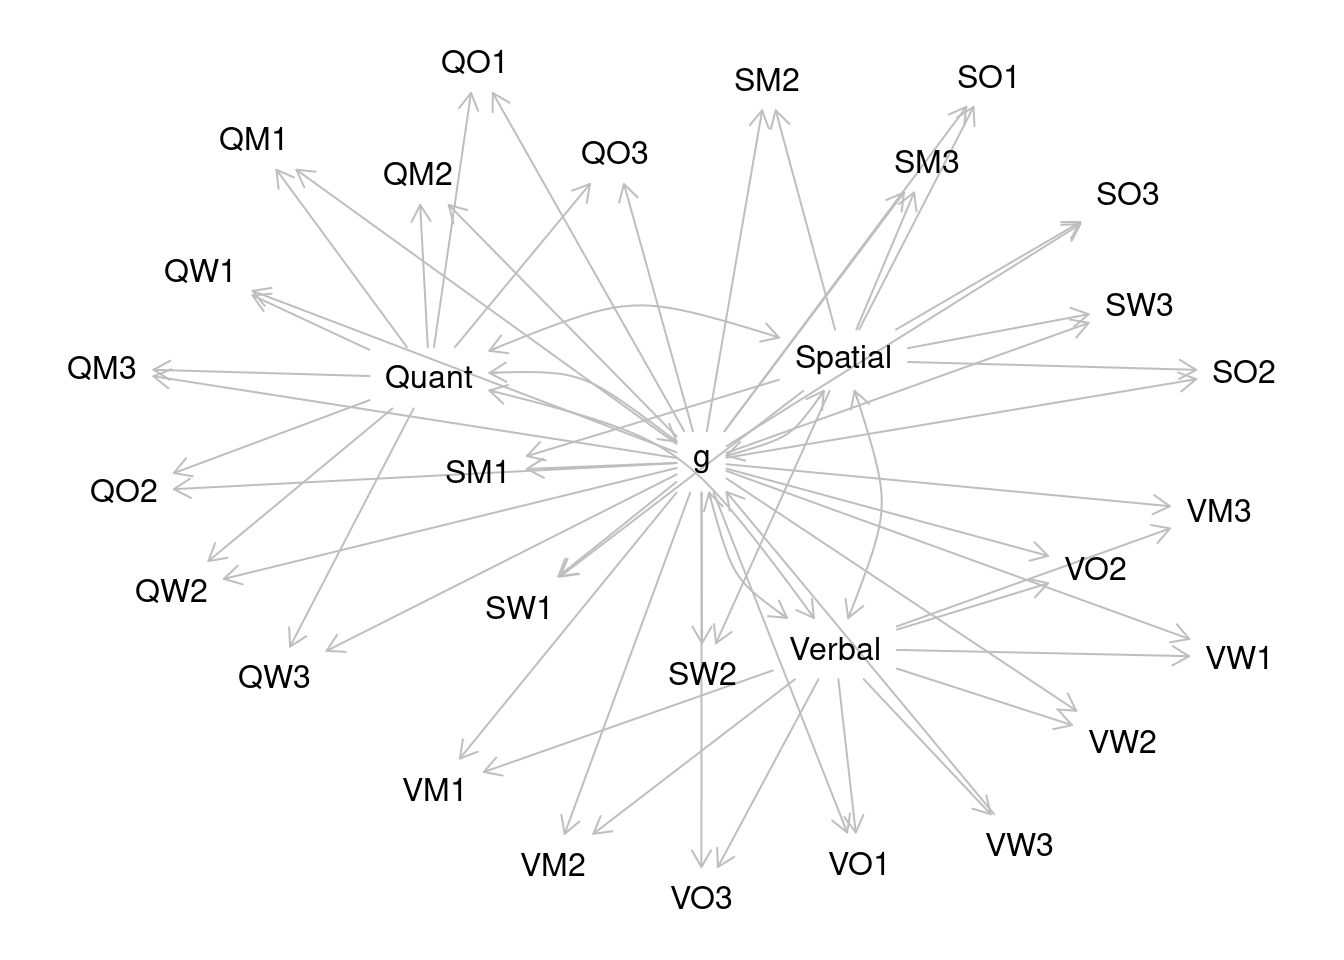 QO1
SM2
SO1
QM1
QM2
QO3
SM3
SO3
QW1
SW3
QM3
Quant
Spatial
SO2
g
SM1
QO2
VM3
QW2
SW1
VO2
QW3
SW2
Verbal
VW1
VM1
VW2
VM2
VO3
VO1
VW3